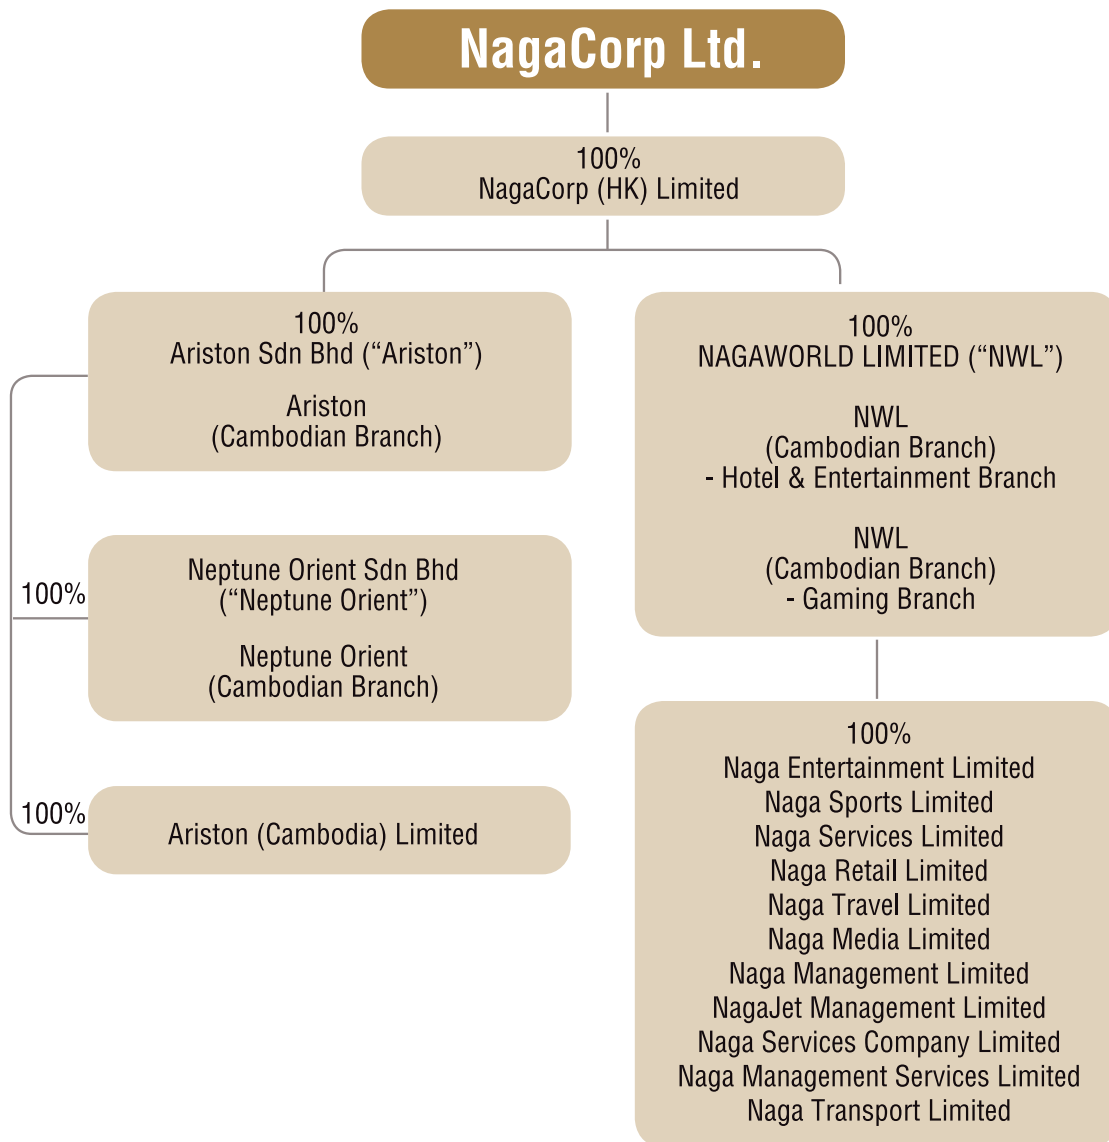 NagaCorp Ltd.
100%
NagaCorp (HK) Limited
100%
Ariston Sdn Bhd (“Ariston”)
Ariston
(Cambodian Branch)
100%
Neptune Orient Sdn Bhd
(“Neptune Orient”)
Neptune Orient
(Cambodian Branch)
100%
Ariston (Cambodia) Limited
100%
NAGAWORLD LIMITED (“NWL”)
NWL
(Cambodian Branch)
- Hotel & Entertainment Branch
NWL
(Cambodian Branch)
- Gaming Branch
100%
Naga Entertainment Limited
Naga Sports Limited
Naga Services Limited
Naga Retail Limited
Naga Travel Limited
Naga Media Limited
Naga Management Limited
NagaJet Management Limited
Naga Services Company Limited
Naga Management Services Limited
Naga Transport Limited